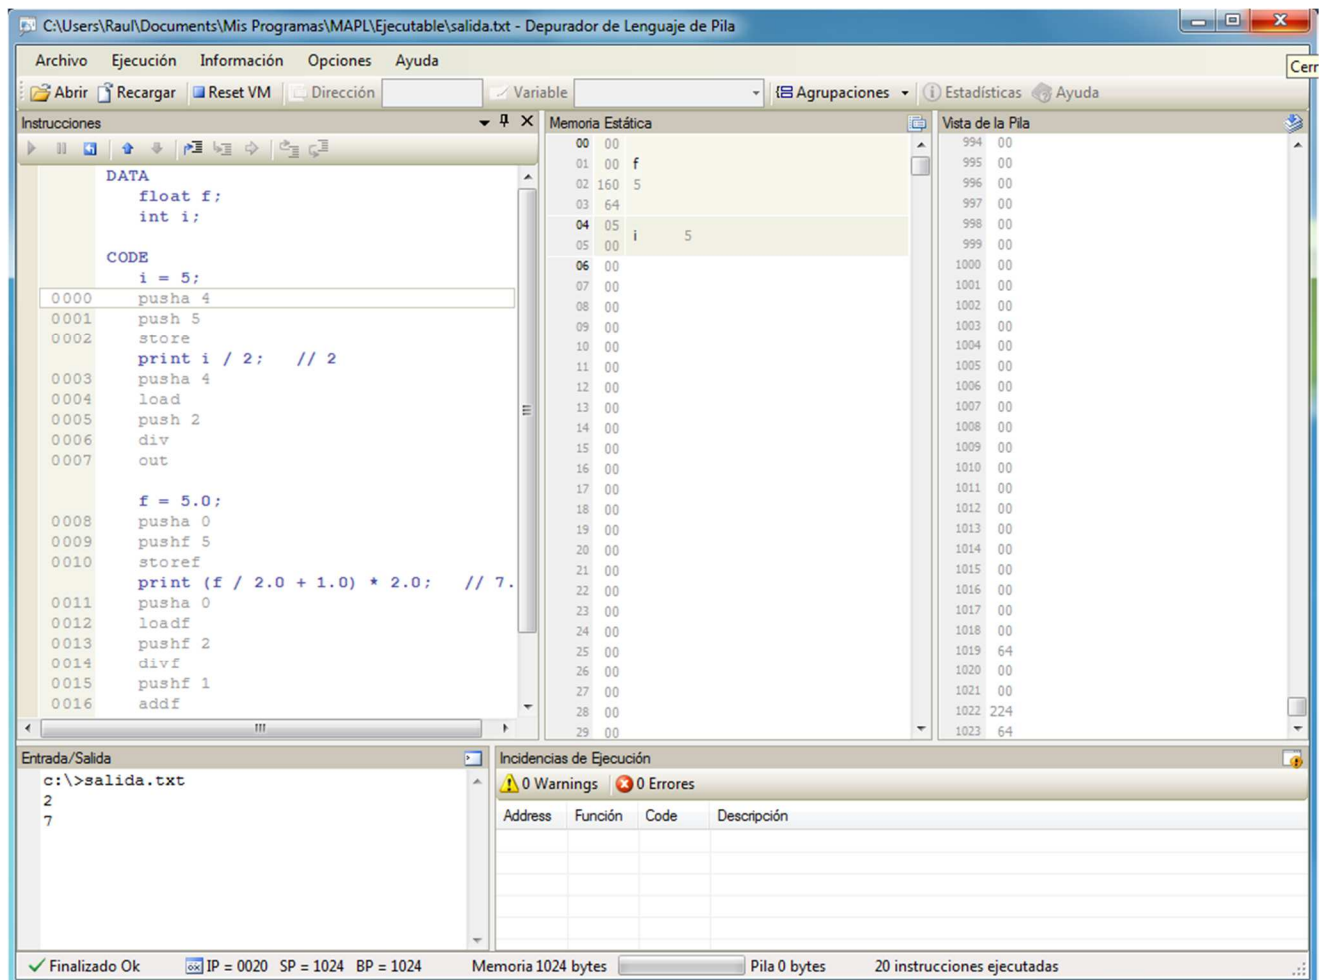 C:\Users\Raul\Documents\Mis Programas\MAPL\Ejecutable\salida.txt - Depurador de Lenguaje de Pila
Archivo Ejecución Información Opciones Ayuda
Cerr
Abrir Recargar Reset VM Dirección Variable Agrupaciones Estadísticas Ayuda
Instrucciones
DATA
float f;
int i;
CODE
i = 5;
0000 pusha 4
0001 push 5
0002 store
print i / 2; // 2
0003 pusha 4
0004 load
0005 push 2
0006 div
0007 out
f = 5.0;
0008 pusha 0
0009 pushf 5
0010 storef
print (f / 2.0 + 1.0) * 2.0; // 7.
0011 pusha 0
0012 loadf
0013 pushf 2
0014 divf
0015 pushf 1
0016 addf
Memoria Estática
00 00
01 00 f
02 160 5
03 64
04 05
i 5
05 00
06 00
07 00
08 00
09 00
10 00
11 00
12 00
13 00
14 00
15 00
16 00
17 00
18 00
19 00
20 00
21 00
22 00
23 00
24 00
25 00
26 00
27 00
28 00
29 00
Vista de la Pila
994 00
995 00
996 00
997 00
998 00
999 00
1000 00
1001 00
1002 00
1003 00
1004 00
1005 00
1006 00
1007 00
1008 00
1009 00
1010 00
1011 00
1012 00
1013 00
1014 00
1015 00
1016 00
1017 00
1018 00
1019 64
1020 00
1021 00
1022 224
1023 64
Entrada/Salida
c:\>salida.txt
2
7
Incidencias de Ejecución
0 Warnings 0 Errores
Address Función Code Descripción
Finalizado Ok IP = 0020 SP = 1024 BP = 1024 Memoria 1024 bytes Pila 0 bytes 20 instrucciones ejecutadas